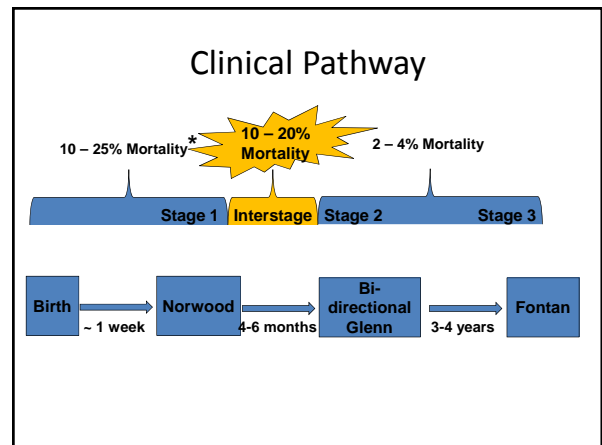 Clinical Pathway
10 – 25% Mortality*
10 – 20%
Mortality
2 – 4% Mortality
Stage 1
Interstage
Stage 2
Stage 3
Birth
~ 1 week
Norwood
4-6 months
Bi-
directional
Glenn
3-4 years
Fontan